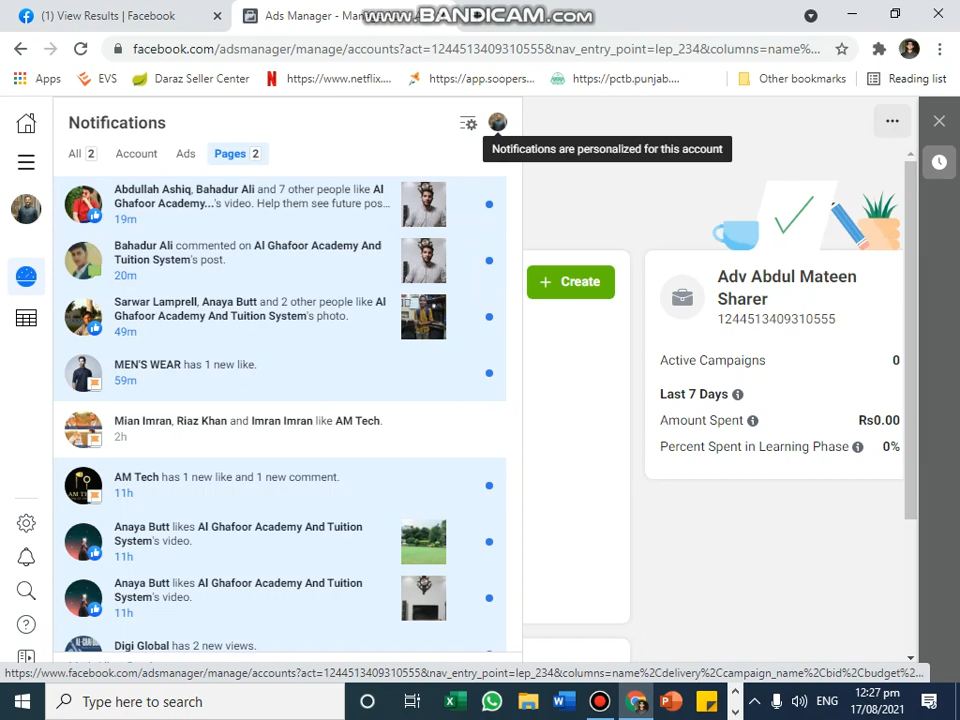 (1) View Results | Facebook
Ads Manager - Man
www.BANDICAM.com
facebook.com/adsmanager/manage/accounts?act=1244513409310555&nav_entry_point=lep_234&columns=name%...
Apps
EVS
Daraz Seller Center
https://www.netflix....
https://app.soopers...
https://pctb.punjab....
Other bookmarks
Reading list
Notifications
Notifications are personalized for this account
All 2
Account
Ads
Pages 2
Abdullah Ashiq, Bahadur Ali and 7 other people like Al
Ghafoor Academy...'s video. Help them see future pos...
19m
Bahadur Ali commented on Al Ghafoor Academy And
Tuition System's post.
20m
Sarwar Lamprell, Anaya Butt and 2 other people like Al
Ghafoor Academy And Tuition System's photo.
49m
MEN'S WEAR has 1 new like.
59m
Mian Imran, Riaz Khan and Imran Imran like AM Tech.
2h
AM Tech has 1 new like and 1 new comment.
11h
Anaya Butt likes Al Ghafoor Academy And Tuition
System's video.
11h
Anaya Butt likes Al Ghafoor Academy And Tuition
System's video.
11h
Digi Global has 2 new views.
+ Create
Adv Abdul Mateen
Sharer
1244513409310555
Active Campaigns 0
Last 7 Days
Amount Spent Rs0.00
Percent Spent in Learning Phase 0%
https://www.facebook.com/adsmanager/manage/accounts?act=1244513409310555&nav_entry_point=lep_234&columns=name%2Cdelivery%2Ccampaign_name%2Cbid%2Cbudget%2...
Type here to search
ENG
12:27 pm
17/08/2021